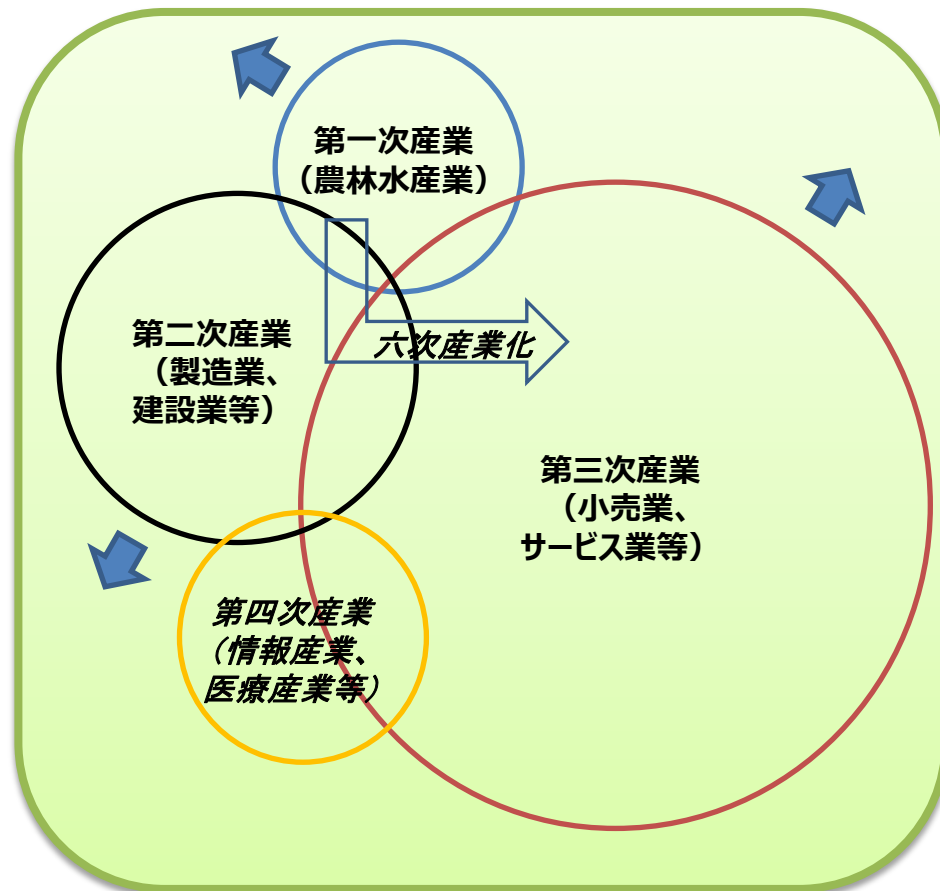 第一次産業
（農林水産業）
第二次産業
（製造業、
建設業等）
六次産業化
第三次産業
（小売業、
サービス業等）
第四次産業
（情報産業、
医療産業等）